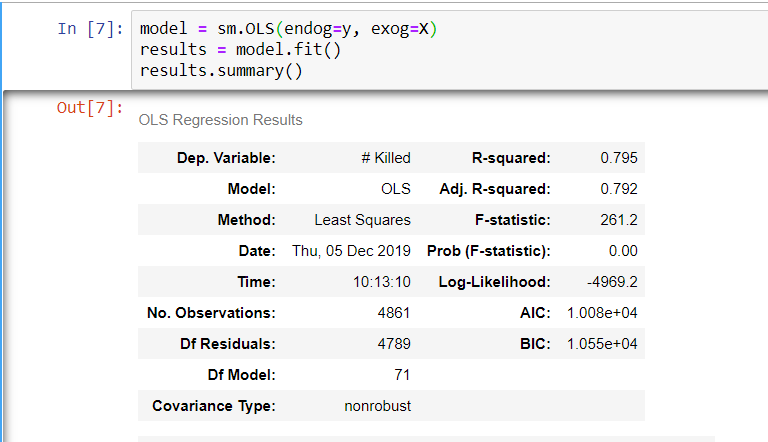 In [7]: model = sm.OLS(endog=y, exog=X)
results = model.fit()
results.summary()
Out[7]:
OLS Regression Results
Dep. Variable: # Killed R-squared: 0.795
Model: OLS Adj. R-squared: 0.792
Method: Least Squares F-statistic: 261.2
Date: Thu, 05 Dec 2019 Prob (F-statistic): 0.00
Time: 10:13:10 Log-Likelihood: -4969.2
No. Observations: 4861 AIC: 1.008e+04
Df Residuals: 4789 BIC: 1.055e+04
Df Model: 71
Covariance Type: nonrobust